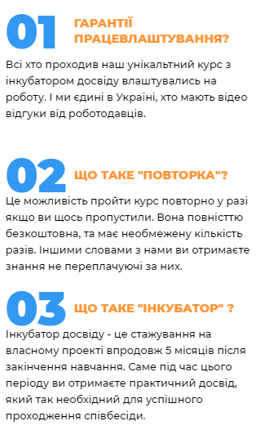 01
ГАРАНТІЇ
ПРАЦЕВЛАШТУВАННЯ?
Всі хто проходив наш унікальтний курс з
інкубатором досвіду влаштувались на
роботу. І ми єдині в Україні, хто мають відео
відгуки від роботодавців.
02
ЩО ТАКЕ "ПОВТОРКА"?
Це можливість пройти курс повторно у разі
якщо ви щось пропустили. Вона повністтю
безкоштовна, та має необмежену кількість
разів. Іншими словами з нами ви отримаєте
знання не переплачуючі за них.
03
ЩО ТАКЕ "ІНКУБАТОР" ?
Інкубатор досвіду - це стажування на
власному проекті впродовж 5 місяців після
закінчення навчання. Саме під час цього
періоду ви отримаєте практичний досвід,
який так необхідний для успішного
проходження співбесіди.